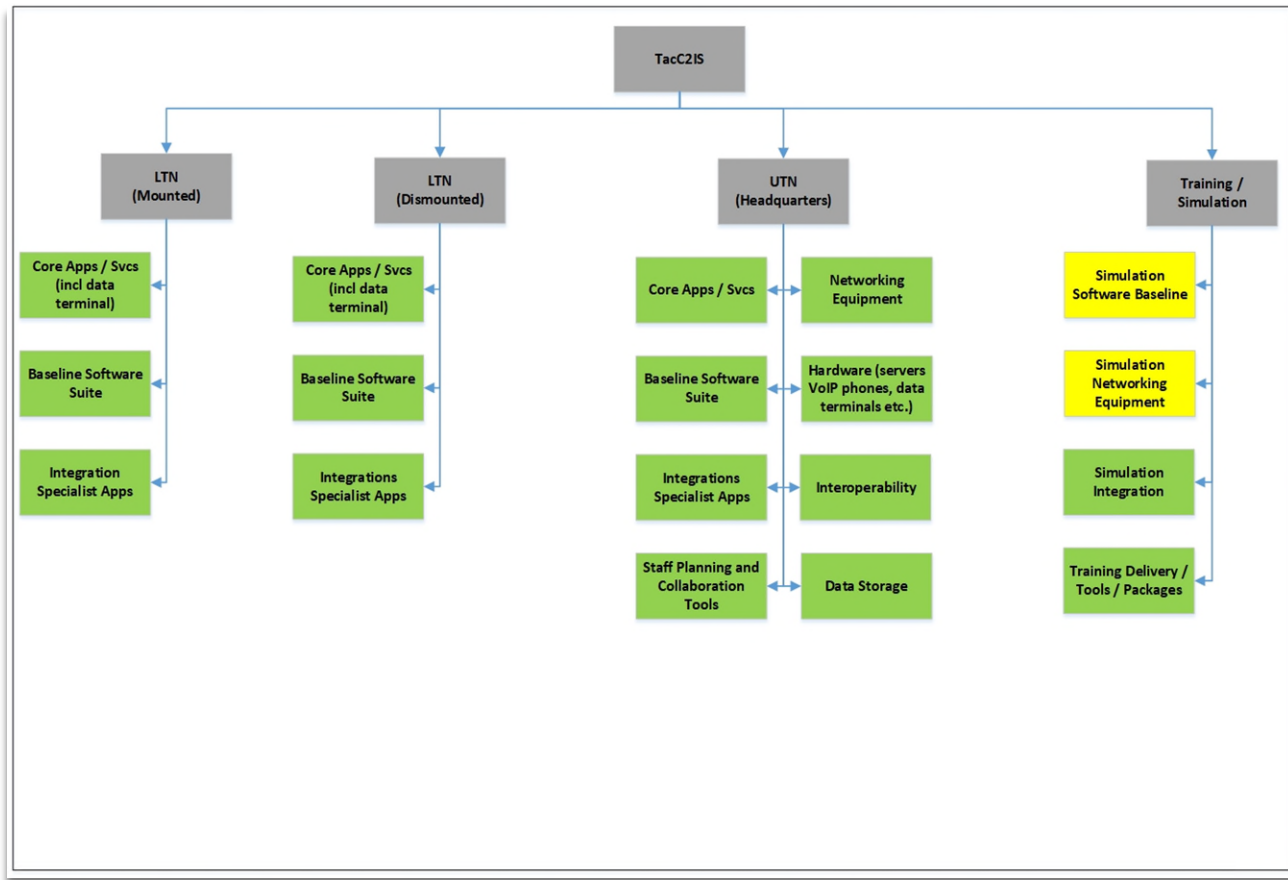 TacC2IS
LTN
(Mounted)
LTN
(Dismounted)
UTN
(Headquarters)
Training /
Simulation
Core Apps / Svcs
(incl data
terminal)
Baseline Software
Suite
Integration
Specialist Apps
Core Apps / Svcs
(incl data
terminal)
Baseline Software
Suite
Integrations
Specialist Apps
Core Apps / Svcs
Baseline Software
Suite
Integrations
Specialist Apps
Staff Planning and
Collaboration
Tools
Networking
Equipment
Hardware (servers
VoIP phones, data
terminals etc.)
Interoperability
Data Storage
Simulation
Software Baseline
Simulation
Networking
Equipment
Simulation
Integration
Training Delivery /
Tools / Packages